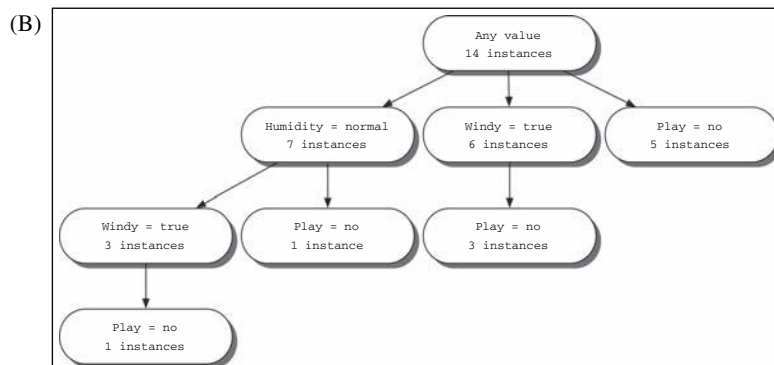 (B)
Any value
14 instances
Humidity = normal
7 instances
Windy = true
6 instances
Play = no
5 instances
Windy = true
3 instances
Play = no
1 instance
Play = no
3 instances
Play = no
1 instances